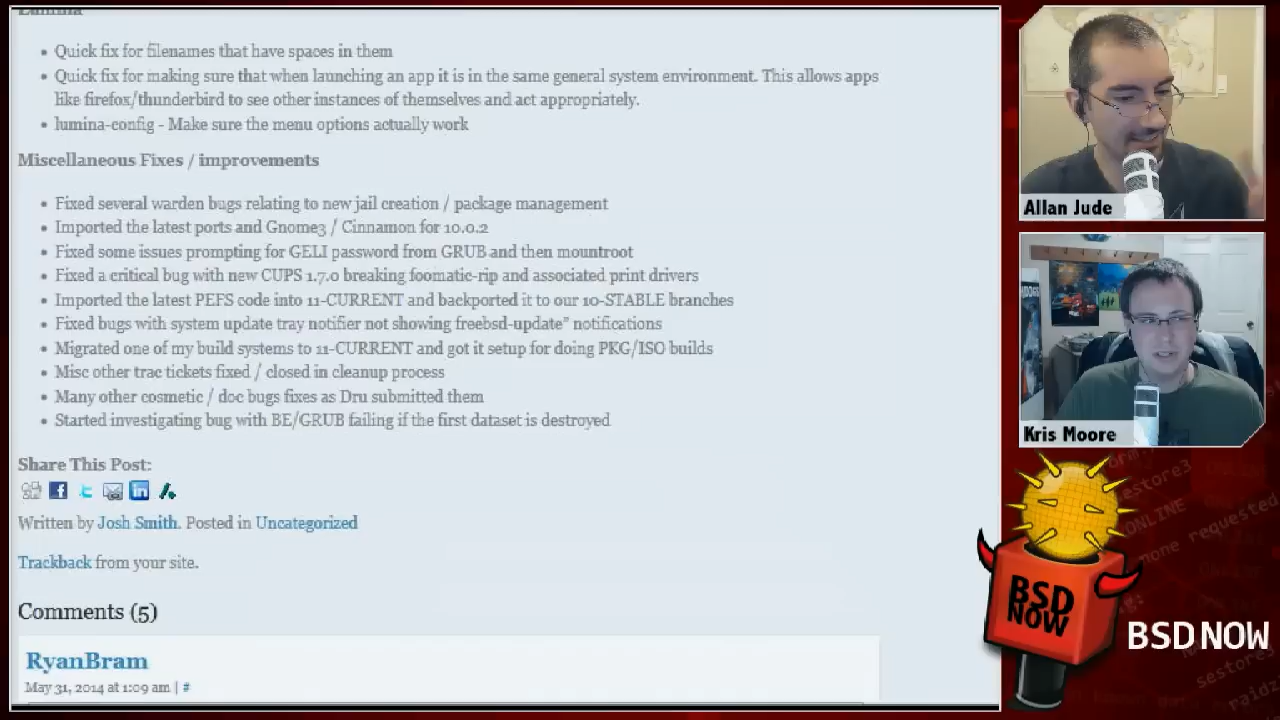 Lumina
Quick fix for filenames that have spaces in them
Quick fix for making sure that when launching an app it is in the same general system environment. This allows apps
like firefox/thunderbird to see other instances of themselves and act appropriately.
lumina-config - Make sure the menu options actually work
Miscellaneous Fixes / improvements
Fixed several warden bugs relating to new jail creation / package management
Imported the latest ports and Gnome3 / Cinnamon for 10.0.2
Fixed some issues prompting for GELI password from GRUB and then mountroot
Fixed a critical bug with new CUPS 1.7.0 breaking foomatic-rip and associated print drivers
Imported the latest PEFS code into 11-CURRENT and backported it to our 10-STABLE branches
Fixed bugs with system update tray notifier not showing freebsd-update” notifications
Migrated one of my build systems to 11-CURRENT and got it setup for doing PKG/ISO builds
Misc other trac tickets fixed / closed in cleanup process
Many other cosmetic / doc bugs fixes as Dru submitted them
Started investigating bug with BE/GRUB failing if the first dataset is destroyed
Share This Post:
Written by Josh Smith. Posted in Uncategorized
Trackback from your site.
Comments (5)
RyanBram
May 31, 2014 at 1:09 am | #
Allan Jude
Kris Moore
BSD
NOW
BSD NOW
estore3
ONLINE
none requested
sestore3
raidz